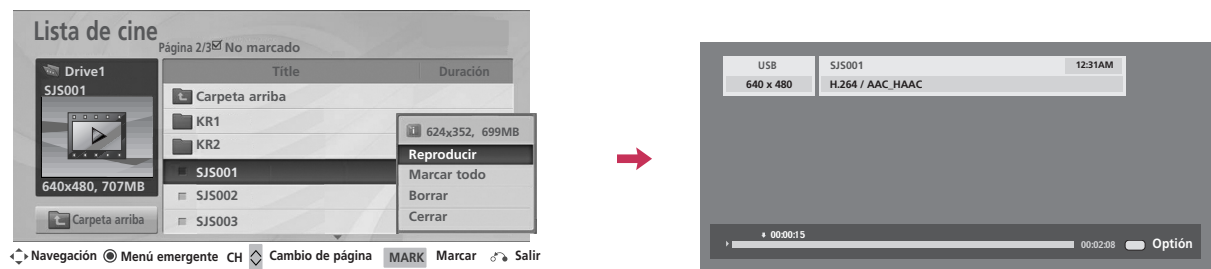 Lista de cine
Página 2/3 No marcado
Drive1
SJS001
640x480, 707MB
Carpeta arriba
Title Duración
Carpeta arriba
KR1
KR2
SJS001
SJS002
SJS003
624x352, 699MB
Reproducir
Marcar todo
Borrar
Cerrar
Navegación Menú emergente CH Cambio de página MARK Marcar Salir
USB SJS001 12:31AM
640 x 480 H.264 / AAC_HAAC
00:00:15
00:02:08 Optión